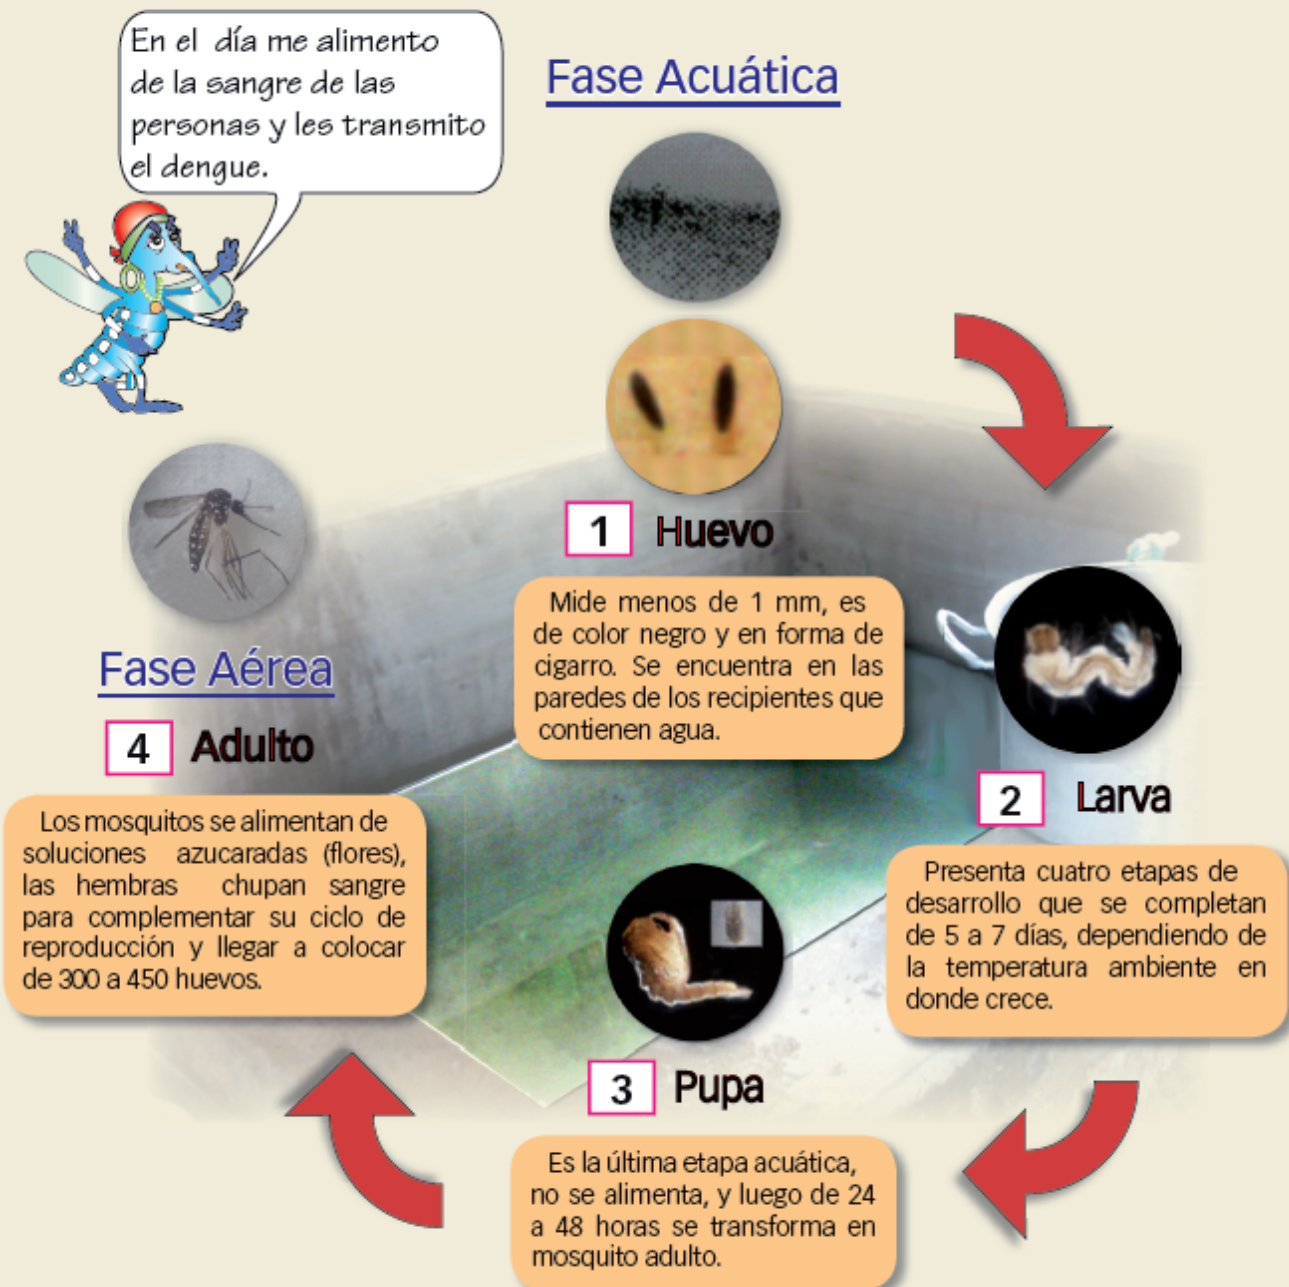 En el día me alimento
de la sangre de las
personas y les transmito
el dengue.
Fase Acuática
1 Huevo
Mide menos de 1 mm, es
de color negro y en forma de
cigarro. Se encuentra en las
paredes de los recipientes que
contienen agua.
2 Larva
Presenta cuatro etapas de
desarrollo que se completan
de 5 a 7 días, dependiendo de
la temperatura ambiente en
donde crece.
3 Pupa
Es la última etapa acuática,
no se alimenta, y luego de 24
a 48 horas se transforma en
mosquito adulto.
Fase Aérea
4 Adulto
Los mosquitos se alimentan de
soluciones azucaradas (flores),
las hembras chupan sangre
para complementar su ciclo de
reproducción y llegar a colocar
de 300 a 450 huevos.